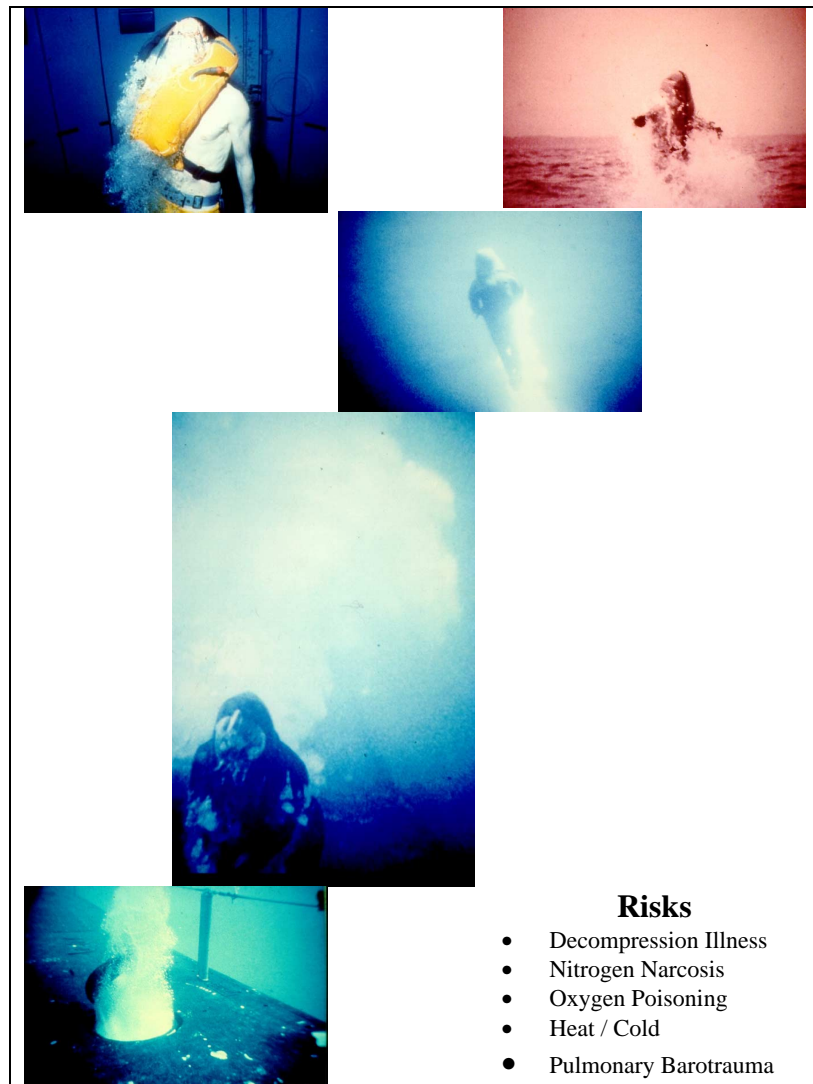 Risks
• Decompression Illness
• Nitrogen Narcosis
• Oxygen Poisoning
• Heat / Cold
• Pulmonary Barotrauma